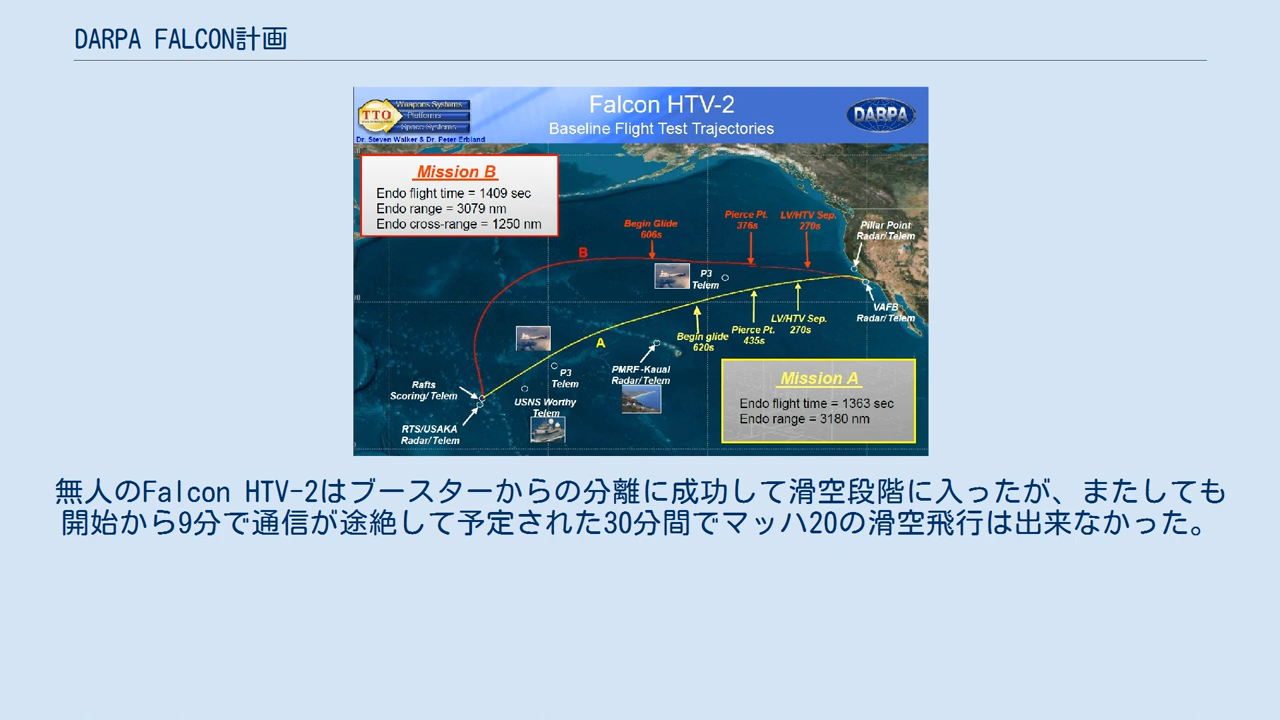 DARPA FALCON計画
Weapons Systems
TTO
Platforms
Space Systems
Dr. Steven Walker & Dr. Peter Erbland
Falcon HTV-2
Baseline Flight Test Trajectories
DARPA
Mission B
Endo flight time = 1409 sec
Endo range = 3079 nm
Endo cross-range = 1250 nm
Begin Glide
606s
Pierce Pt.
376s
LV/HTV Sep.
270s
Pillar Point
Radar/Telem
B
P3
Telem
VAFB
Radar/Telem
LV/HTV Sep.
270s
Pierce Pt.
435s
Begin glide
620s
A
PMRF-Kauai
Radar/Telem
P3
Telem
USNS Worthy
Telem
Rafts
Scoring/Telem
RTS/USAKA
Radar/Telem
Mission A
Endo flight time = 1363 sec
Endo range = 3180 nm
無人のFalcon HTV-2はブースターからの分離に成功して滑空段階に入ったが、またしても
開始から9分で通信が途絶して予定された30分間でマッハ20の滑空飛行は出来なかった。